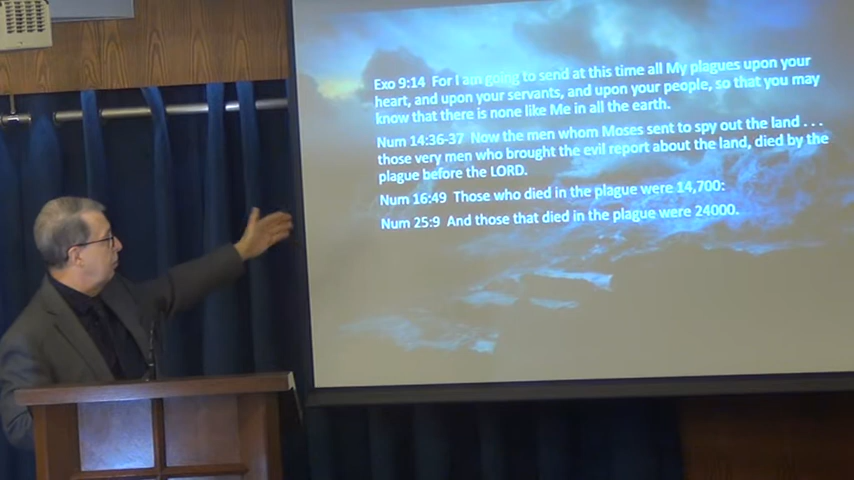 Exo 9:14 For I am going to send at this time all My plagues upon your
heart, and upon your servants, and upon your people, so that you may
know that there is none like Me in all the earth.
Num 14:36-37 Now the men whom Moses sent to spy out the land . . .
those very men who brought the evil report about the land, died by the
plague before the LORD.
Num 16:49 Those who died in the plague were 14,700:
Num 25:9 And those that died in the plague were 24000.